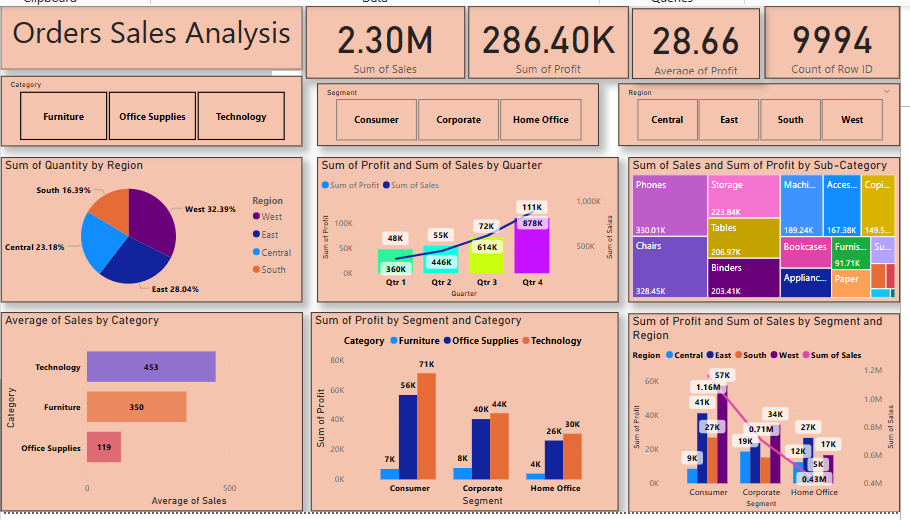 Clipboard
Data
Queries
Orders Sales Analysis
2.30M
Sum of Sales
286.40K
Sum of Profit
28.66
Average of Profit
9994
Count of Row ID
Category
Furniture
Office Supplies
Technology
Segment
Consumer
Corporate
Home Office
Region
Central
East
South
West
Sum of Quantity by Region
South 16.39%
West 32.39%
Central 23.18%
East 28.04%
Region
West
East
Central
South
Sum of Profit and Sum of Sales by Quarter
Sum of Profit Sum of Sales
Sum of Profit
100K
50K
0K
48K
55K
72K
111K
360K
446K
614K
878K
1,000K
500K
Sum of Sales
Qtr 1 Qtr 2 Qtr 3 Qtr 4
Quarter
Sum of Sales and Sum of Profit by Sub-Category
Phones
330.01K
Chairs
328.45K
Storage
223.84K
Tables
206.97K
Binders
203.41K
Machi...
189.24K
Acces...
167.38K
Copi...
149.5...
Bookcases
Applianc...
Furnis...
91.71K
Paper
Su...
Average of Sales by Category
Category
Technology
453
Furniture
350
Office Supplies
119
0 500
Average of Sales
Sum of Profit by Segment and Category
Category Furniture Office Supplies Technology
Sum of Profit
80K
60K
40K
20K
0K
7K
56K
71K
8K
40K
44K
4K
26K
30K
Consumer Corporate Home Office
Segment
Sum of Profit and Sum of Sales by Segment and
Region
Region Central East South West Sum of Sales
Sum of Profit
60K
40K
20K
0K
9K
41K
27K
57K
1.16M
19K
0.71M
34K
12K
27K
5K
17K
0.43M
1.2M
1.0M
0.8M
0.6M
0.4M
Sum of Sales
Consumer Corporate Home Office
Segment